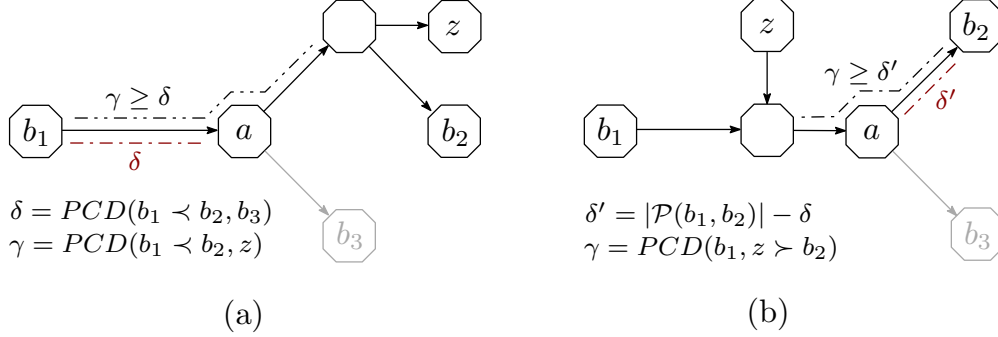 z
γ ≥ δ
b₁
a
b₂
δ
b₃
δ = PCD(b₁ ≺ b₂, b₃)
γ = PCD(b₁ ≺ b₂, z)
(a)
z
b₂
γ ≥ δ′
δ′
b₁
a
b₃
δ′ = |𝒫(b₁, b₂)| − δ
γ = PCD(b₁, z ≻ b₂)
(b)